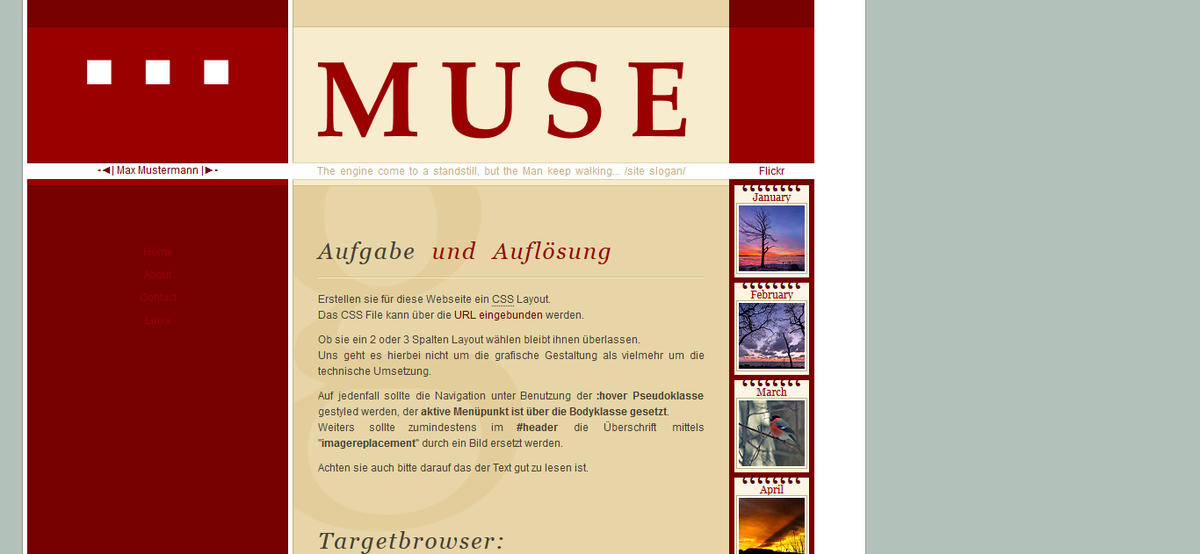 MUSE
-◄| Max Mustermann |►-
The engine come to a standstill, but the Man keep walking... /site slogan/
Flickr
Home
About
Contact
Links
Aufgabe und Auflösung
Erstellen sie für diese Webseite ein CSS Layout.
Das CSS File kann über die URL eingebunden werden.
Ob sie ein 2 oder 3 Spalten Layout wählen bleibt ihnen überlassen.
Uns geht es hierbei nicht um die grafische Gestaltung als vielmehr um die
technische Umsetzung.
Auf jedenfall sollte die Navigation unter Benutzung der :hover Pseudoklasse
gestyled werden, der aktive Menüpunkt ist über die Bodyklasse gesetzt.
Weiters sollte zumindestens im #header die Überschrift mittels
"imagereplacement" durch ein Bild ersetzt werden.
Achten sie auch bitte darauf das der Text gut zu lesen ist.
Targetbrowser:
January
February
March
April